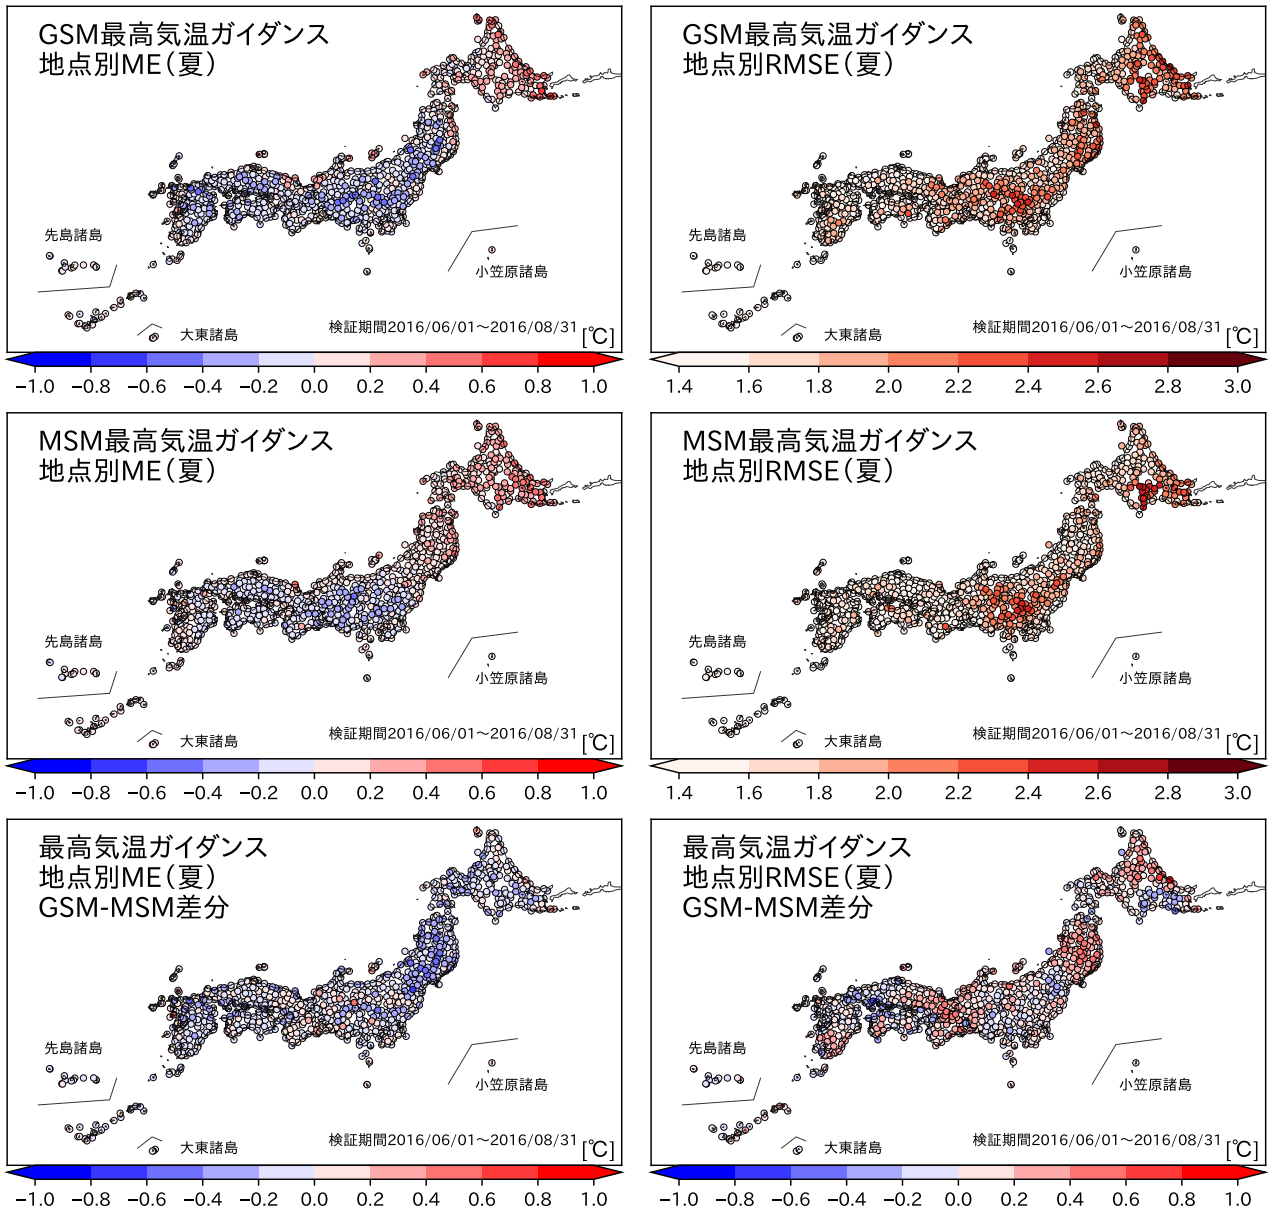 GSM最高気温ガイダンス
地点別ME（夏）
先島諸島
小笠原諸島
大東諸島
検証期間2016/06/01～2016/08/31
[℃]
−1.0 −0.8 −0.6 −0.4 −0.2 0.0 0.2 0.4 0.6 0.8 1.0
GSM最高気温ガイダンス
地点別RMSE（夏）
先島諸島
小笠原諸島
大東諸島
検証期間2016/06/01～2016/08/31
[℃]
1.4 1.6 1.8 2.0 2.2 2.4 2.6 2.8 3.0
MSM最高気温ガイダンス
地点別ME（夏）
先島諸島
小笠原諸島
大東諸島
検証期間2016/06/01～2016/08/31
[℃]
−1.0 −0.8 −0.6 −0.4 −0.2 0.0 0.2 0.4 0.6 0.8 1.0
MSM最高気温ガイダンス
地点別RMSE（夏）
先島諸島
小笠原諸島
大東諸島
検証期間2016/06/01～2016/08/31
[℃]
1.4 1.6 1.8 2.0 2.2 2.4 2.6 2.8 3.0
最高気温ガイダンス
地点別ME（夏）
GSM-MSM差分
先島諸島
小笠原諸島
大東諸島
検証期間2016/06/01～2016/08/31
[℃]
−1.0 −0.8 −0.6 −0.4 −0.2 0.0 0.2 0.4 0.6 0.8 1.0
最高気温ガイダンス
地点別RMSE（夏）
GSM-MSM差分
先島諸島
小笠原諸島
大東諸島
検証期間2016/06/01～2016/08/31
[℃]
−1.0 −0.8 −0.6 −0.4 −0.2 0.0 0.2 0.4 0.6 0.8 1.0